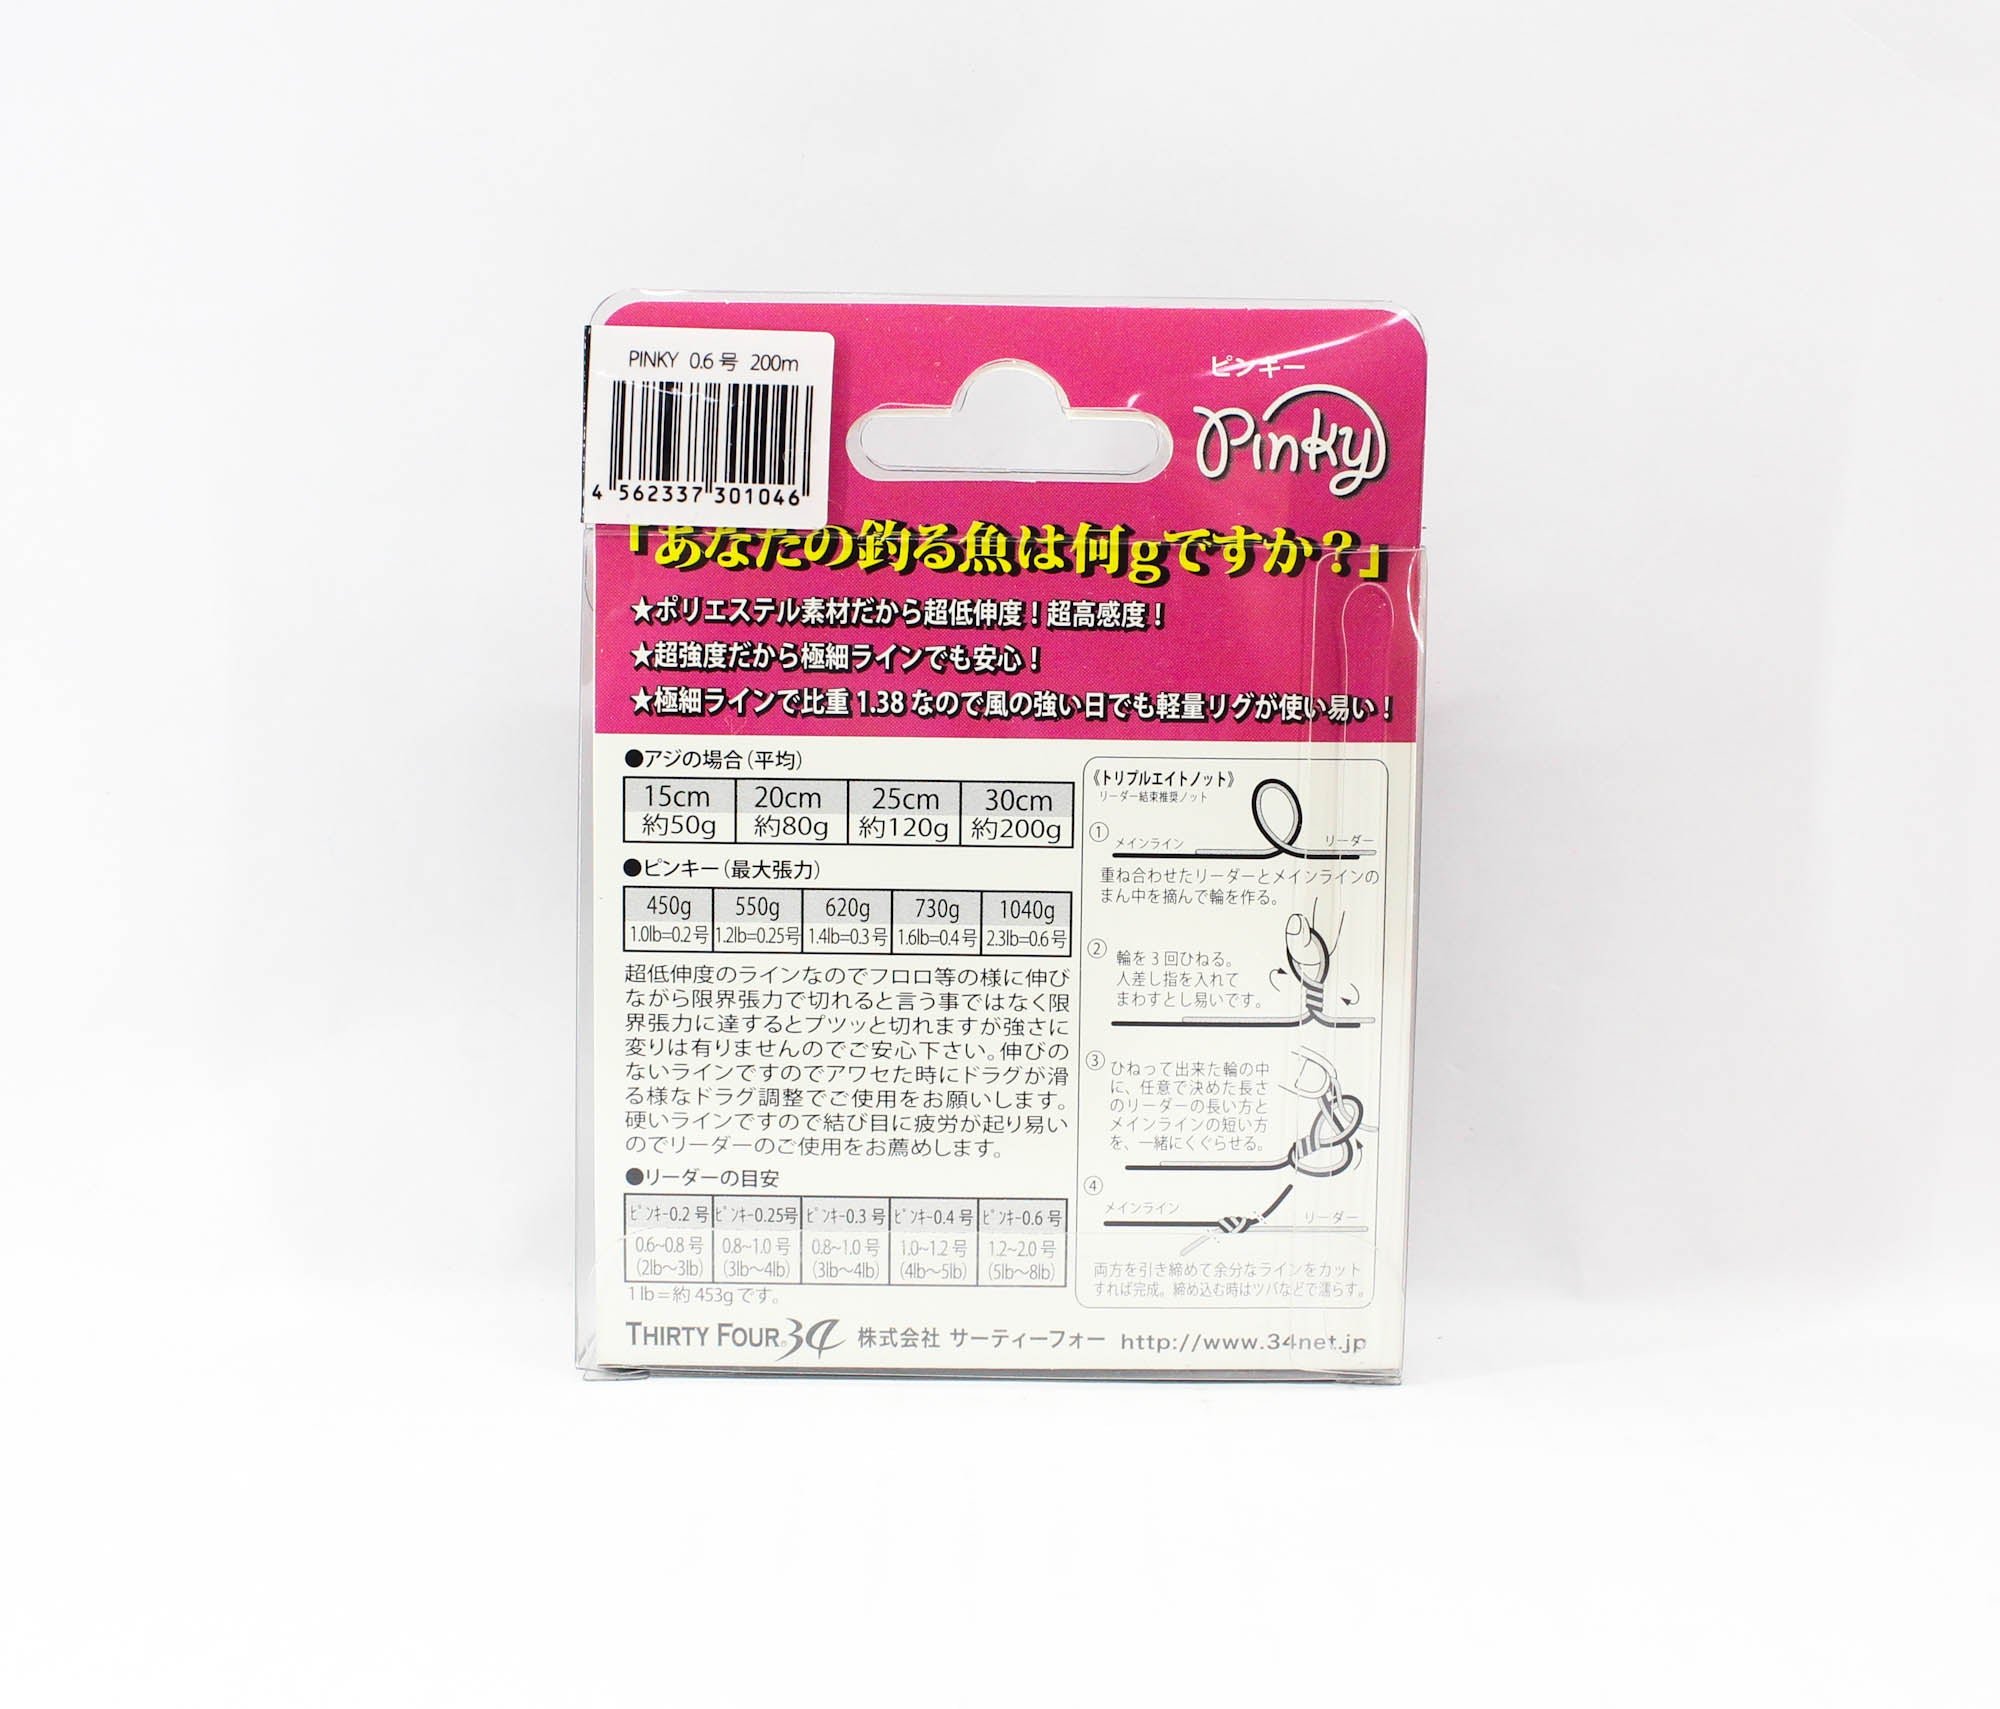 PINKY 0.6号 200m
4 562337 301046
ピンキー
Pinky
「あなたの釣る魚は何gですか？」
★ポリエステル素材だから超低伸度！超高感度！
★超強度だから極細ラインでも安心！
★極細ラインで比重1.38なので風の強い日でも軽量リグが使い易い！
●アジの場合（平均）
15cm 20cm 25cm 30cm
約50g 約80g 約120g 約200g
●ピンキー（最大張力）
450g 550g 620g 730g 1040g
1.0lb=0.2号 1.2lb=0.25号 1.4lb=0.3号 1.6lb=0.4号 2.3lb=0.6号
超低伸度のラインなのでフロロ等の様に伸び
ながら限界張力で切れると言う事ではなく限
界張力に達するとプツッと切れますが強さに
変りは有りませんのでご安心下さい。伸びの
ないラインですのでアワセた時にドラグが滑
る様なドラグ調整でご使用をお願いします。
硬いラインですので結び目に疲労が起り易い
のでリーダーのご使用をお薦めします。
●リーダーの目安
ﾋﾟﾝｷｰ0.2号 ﾋﾟﾝｷｰ0.25号 ﾋﾟﾝｷｰ0.3号 ﾋﾟﾝｷｰ0.4号 ﾋﾟﾝｷｰ0.6号
0.6~0.8号 0.8~1.0号 0.8~1.0号 1.0~1.2号 1.2~2.0号
(2lb〜3lb) (3lb〜4lb) (3lb〜4lb) (4lb〜5lb) (5lb〜8lb)
1lb=約453gです。
《トリプルエイトノット》
リーダー結束推奨ノット
① メインライン リーダー
重ね合わせたリーダーとメインラインの
まん中を摘んで輪を作る。
② 輪を3回ひねる。
人差し指を入れて
まわすとし易いです。
③ ひねって出来た輪の中
に、任意で決めた長さ
のリーダーの長い方と
メインラインの短い方
を、一緒にくぐらせる。
④ メインライン リーダー
両方を引き締めて余分なラインをカット
すれば完成。締め込む時はツバなどで濡らす。
THIRTY FOUR 34 株式会社 サーティーフォー http://www.34net.jp